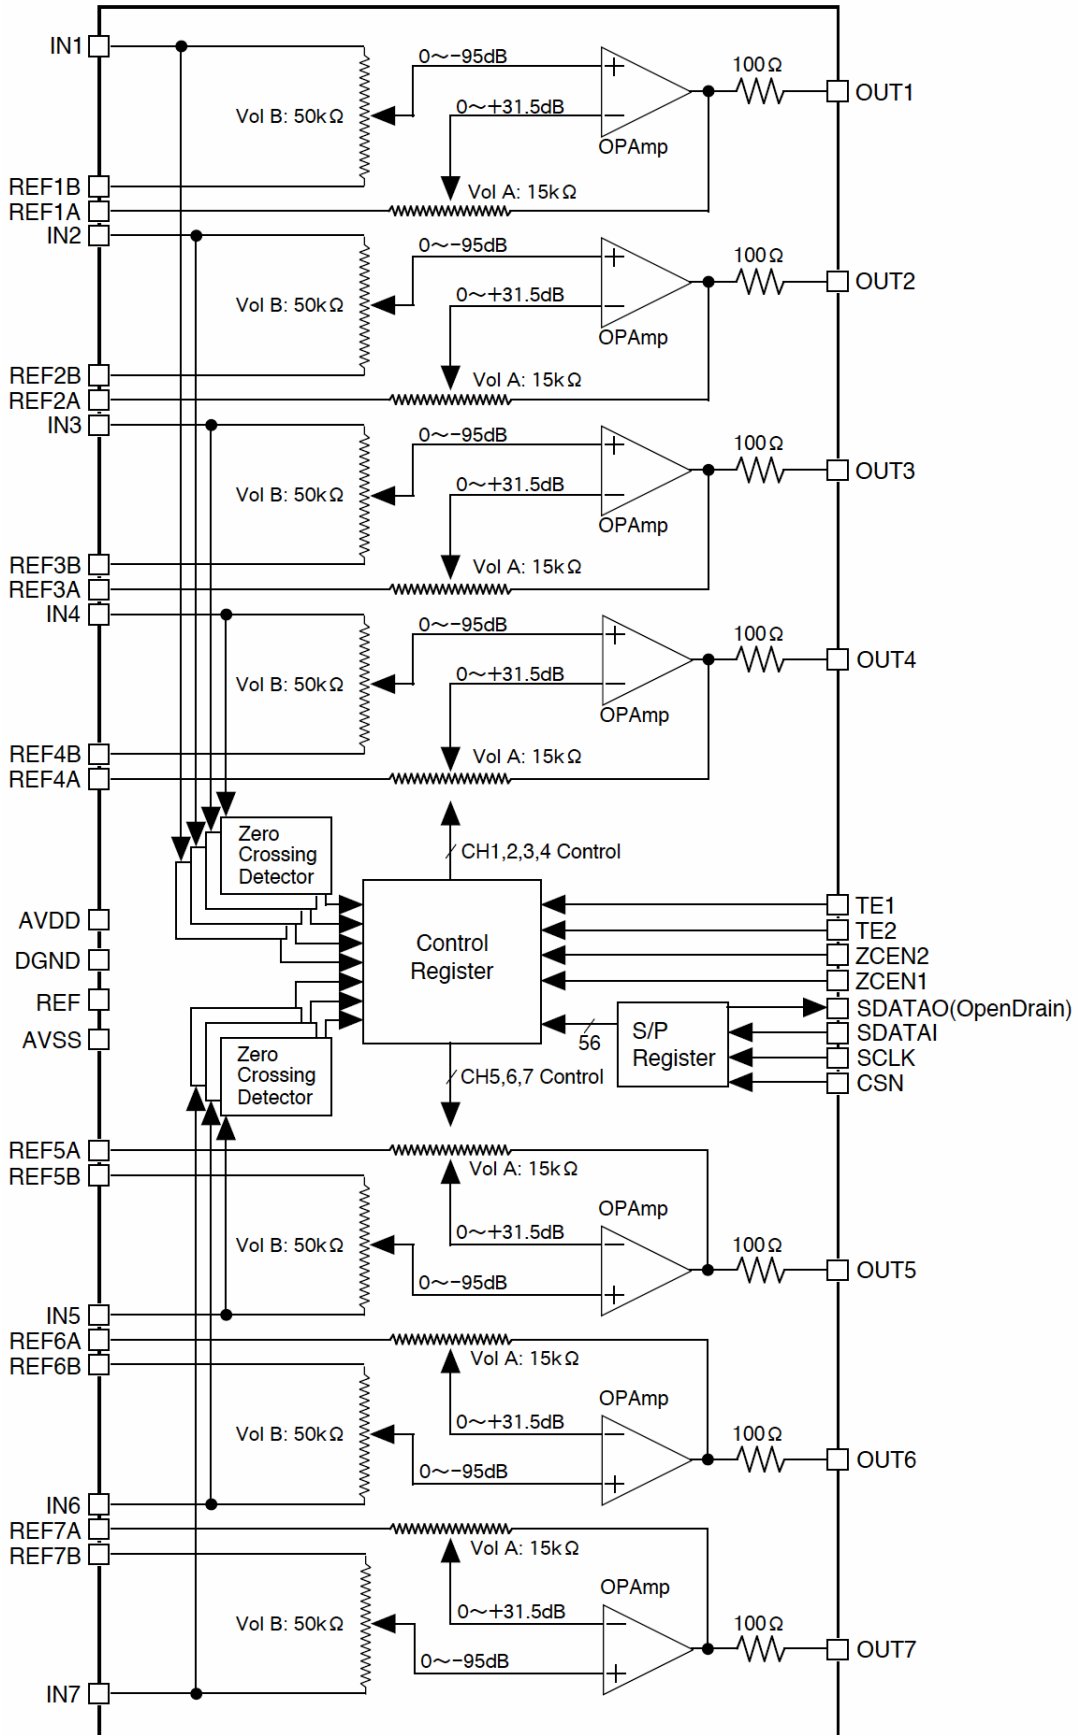 IN1
0～-95dB
100Ω
OUT1
Vol B: 50kΩ
0～+31.5dB
OPAmp
REF1B
Vol A: 15kΩ
REF1A
IN2
0～-95dB
100Ω
OUT2
Vol B: 50kΩ
0～+31.5dB
OPAmp
REF2B
Vol A: 15kΩ
REF2A
IN3
0～-95dB
100Ω
OUT3
Vol B: 50kΩ
0～+31.5dB
OPAmp
REF3B
Vol A: 15kΩ
REF3A
IN4
0～-95dB
100Ω
OUT4
Vol B: 50kΩ
0～+31.5dB
OPAmp
REF4B
Vol A: 15kΩ
REF4A
Zero
Crossing
Detector
CH1,2,3,4 Control
AVDD
DGND
REF
AVSS
Control
Register
TE1
TE2
ZCEN2
ZCEN1
SDATAO(OpenDrain)
SDATAI
SCLK
CSN
56
S/P
Register
Zero
Crossing
Detector
CH5,6,7 Control
REF5A
Vol A: 15kΩ
REF5B
OPAmp
Vol B: 50kΩ
0～+31.5dB
100Ω
OUT5
0～-95dB
IN5
REF6A
Vol A: 15kΩ
REF6B
OPAmp
Vol B: 50kΩ
0～+31.5dB
100Ω
OUT6
0～-95dB
IN6
REF7A
Vol A: 15kΩ
REF7B
OPAmp
Vol B: 50kΩ
0～+31.5dB
100Ω
OUT7
0～-95dB
IN7